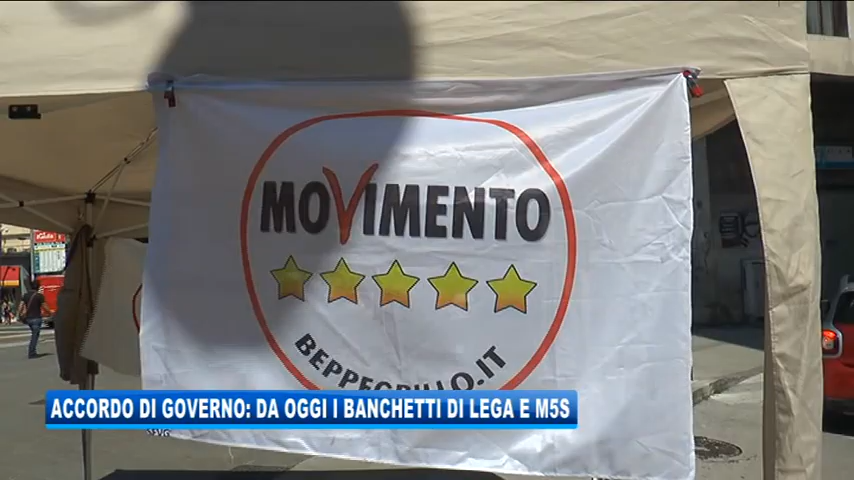 MOVIMENTO
BEPPEGRILLO.IT
ACCORDO DI GOVERNO: DA OGGI I BANCHETTI DI LEGA E M5S